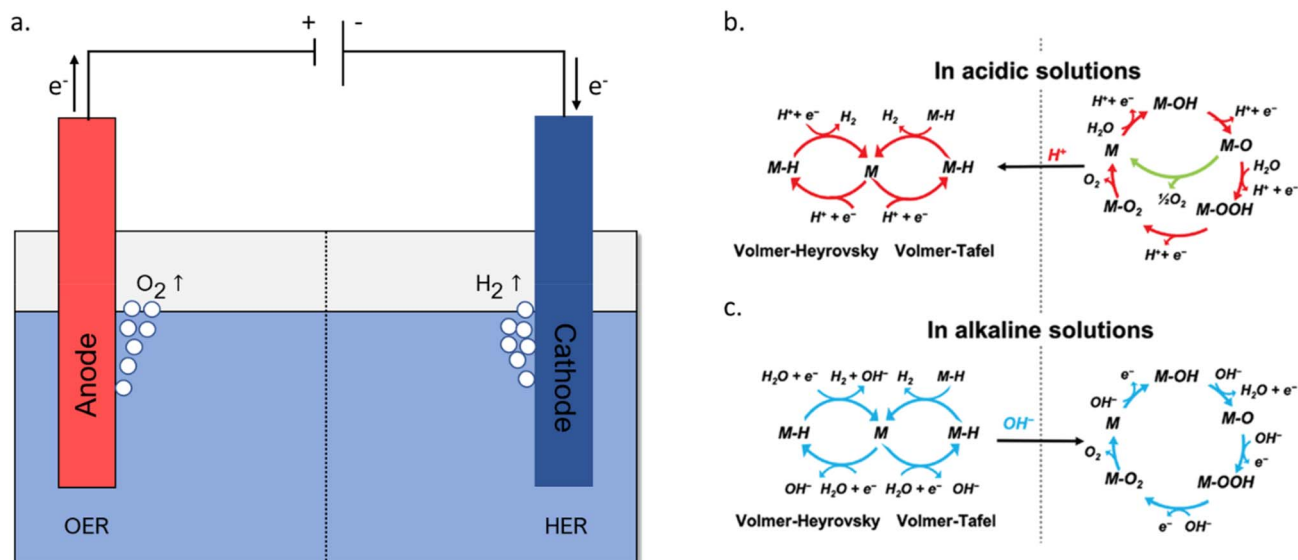 a.
+ -
e-
e-
O2 ↑
H2 ↑
Anode
Cathode
OER
HER
b.
In acidic solutions
H⁺+ e⁻
H₂
H₂
M-H
M-H
M
M-H
H⁺ + e⁻
H⁺ + e⁻
Volmer-Heyrovsky Volmer-Tafel
H⁺
H⁺+ e⁻
M-OH
H⁺+ e⁻
H₂O
M
M-O
H₂O
O₂
½O₂
H⁺ + e⁻
M-O₂
M-OOH
H⁺+ e⁻
c.
In alkaline solutions
H₂O + e⁻
H₂ + OH⁻
H₂
M-H
M-H
M
M-H
OH⁻
H₂O + e⁻
H₂O + e⁻
OH⁻
Volmer-Heyrovsky Volmer-Tafel
OH⁻
e⁻
M-OH
OH⁻
H₂O + e⁻
OH⁻
M
M-O
O₂
OH⁻
e⁻
M-O₂
M-OOH
e⁻
OH⁻